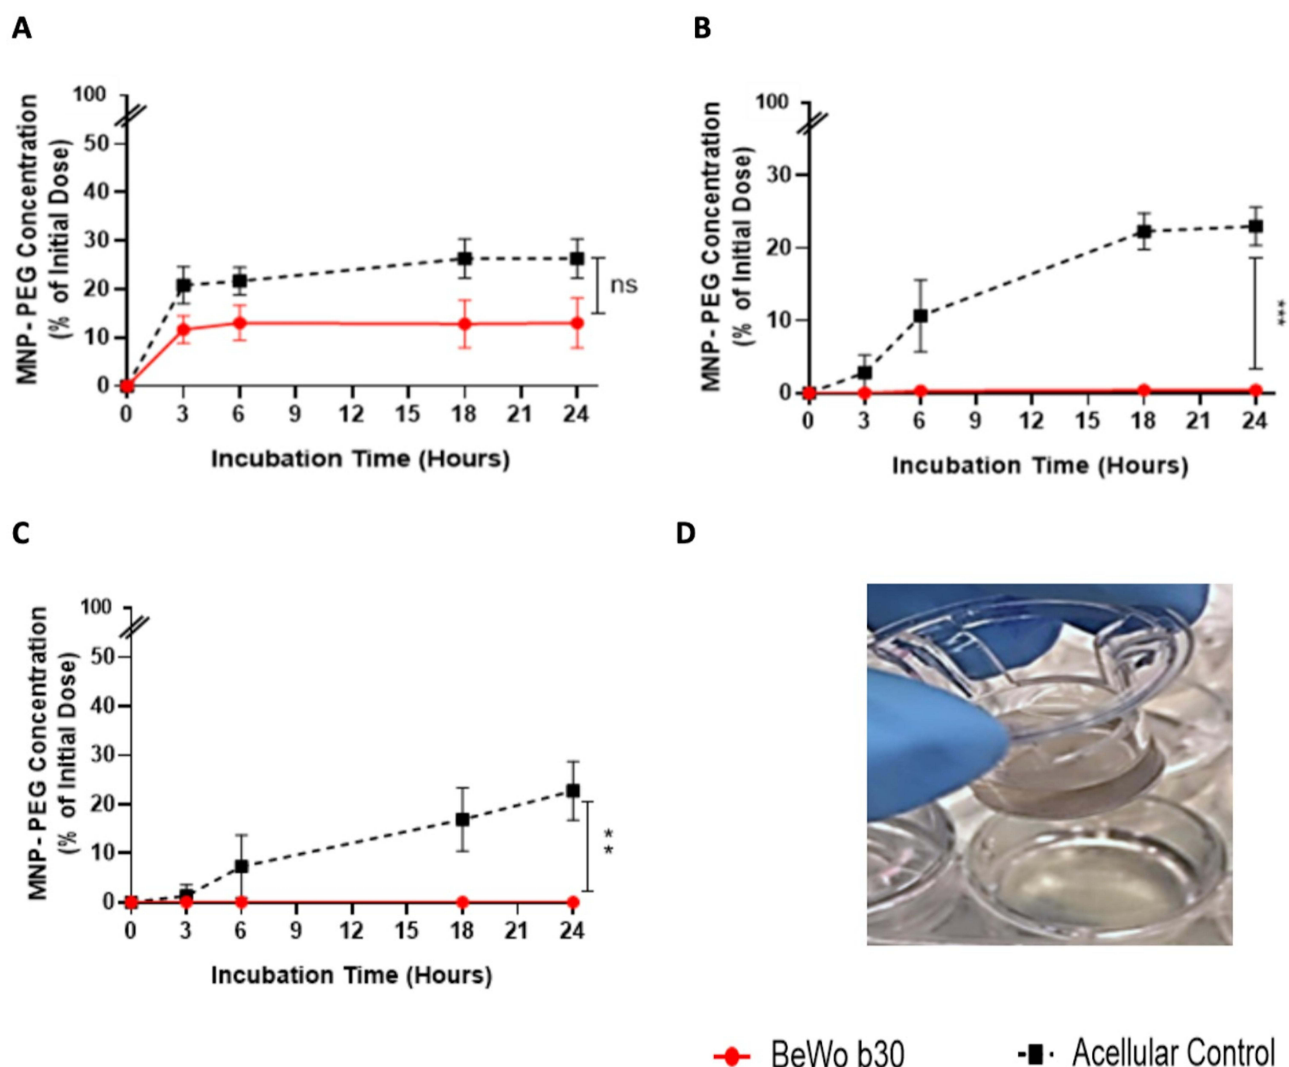 A
100
50
40
30
20
10
0
MNP - PEG Concentration
(% of Initial Dose)
ns
0 3 6 9 12 15 18 21 24
Incubation Time (Hours)
B
100
30
20
10
0
MNP - PEG Concentration
(% of Initial Dose)
***
0 3 6 9 12 15 18 21 24
Incubation Time (Hours)
C
100
50
40
30
20
10
0
MNP - PEG Concentration
(% of Initial Dose)
**
0 3 6 9 12 15 18 21 24
Incubation Time (Hours)
D
BeWo b30
Acellular Control